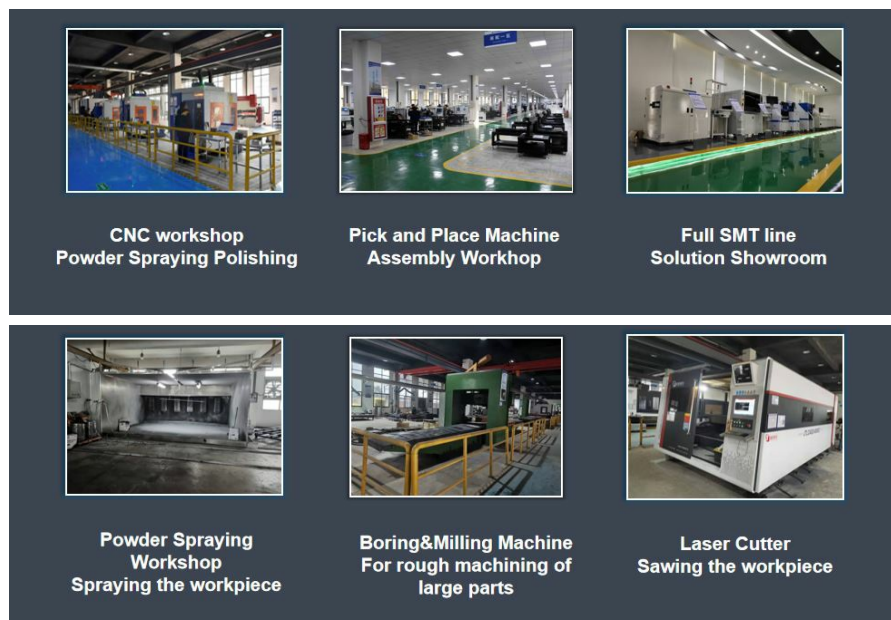 CNC workshop
Powder Spraying Polishing
Pick and Place Machine
Assembly Workhop
Full SMT line
Solution Showroom
Powder Spraying
Workshop
Spraying the workpiece
Boring&Milling Machine
For rough machining of
large parts
Laser Cutter
Sawing the workpiece